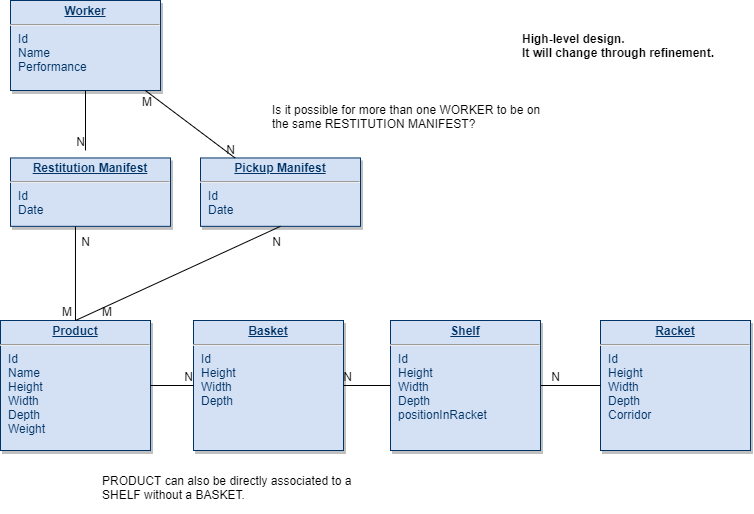 Worker
Id
Name
Performance
High-level design.
It will change through refinement.
M
Is it possible for more than one WORKER to be on
the same RESTITUTION MANIFEST?
N
N
Restitution Manifest
Id
Date
Pickup Manifest
Id
Date
N
N
M
M
Product
Id
Name
Height
Width
Depth
Weight
N
Basket
Id
Height
Width
Depth
N
Shelf
Id
Height
Width
Depth
positionInRacket
N
Racket
Id
Height
Width
Depth
Corridor
PRODUCT can also be directly associated to a
SHELF without a BASKET.